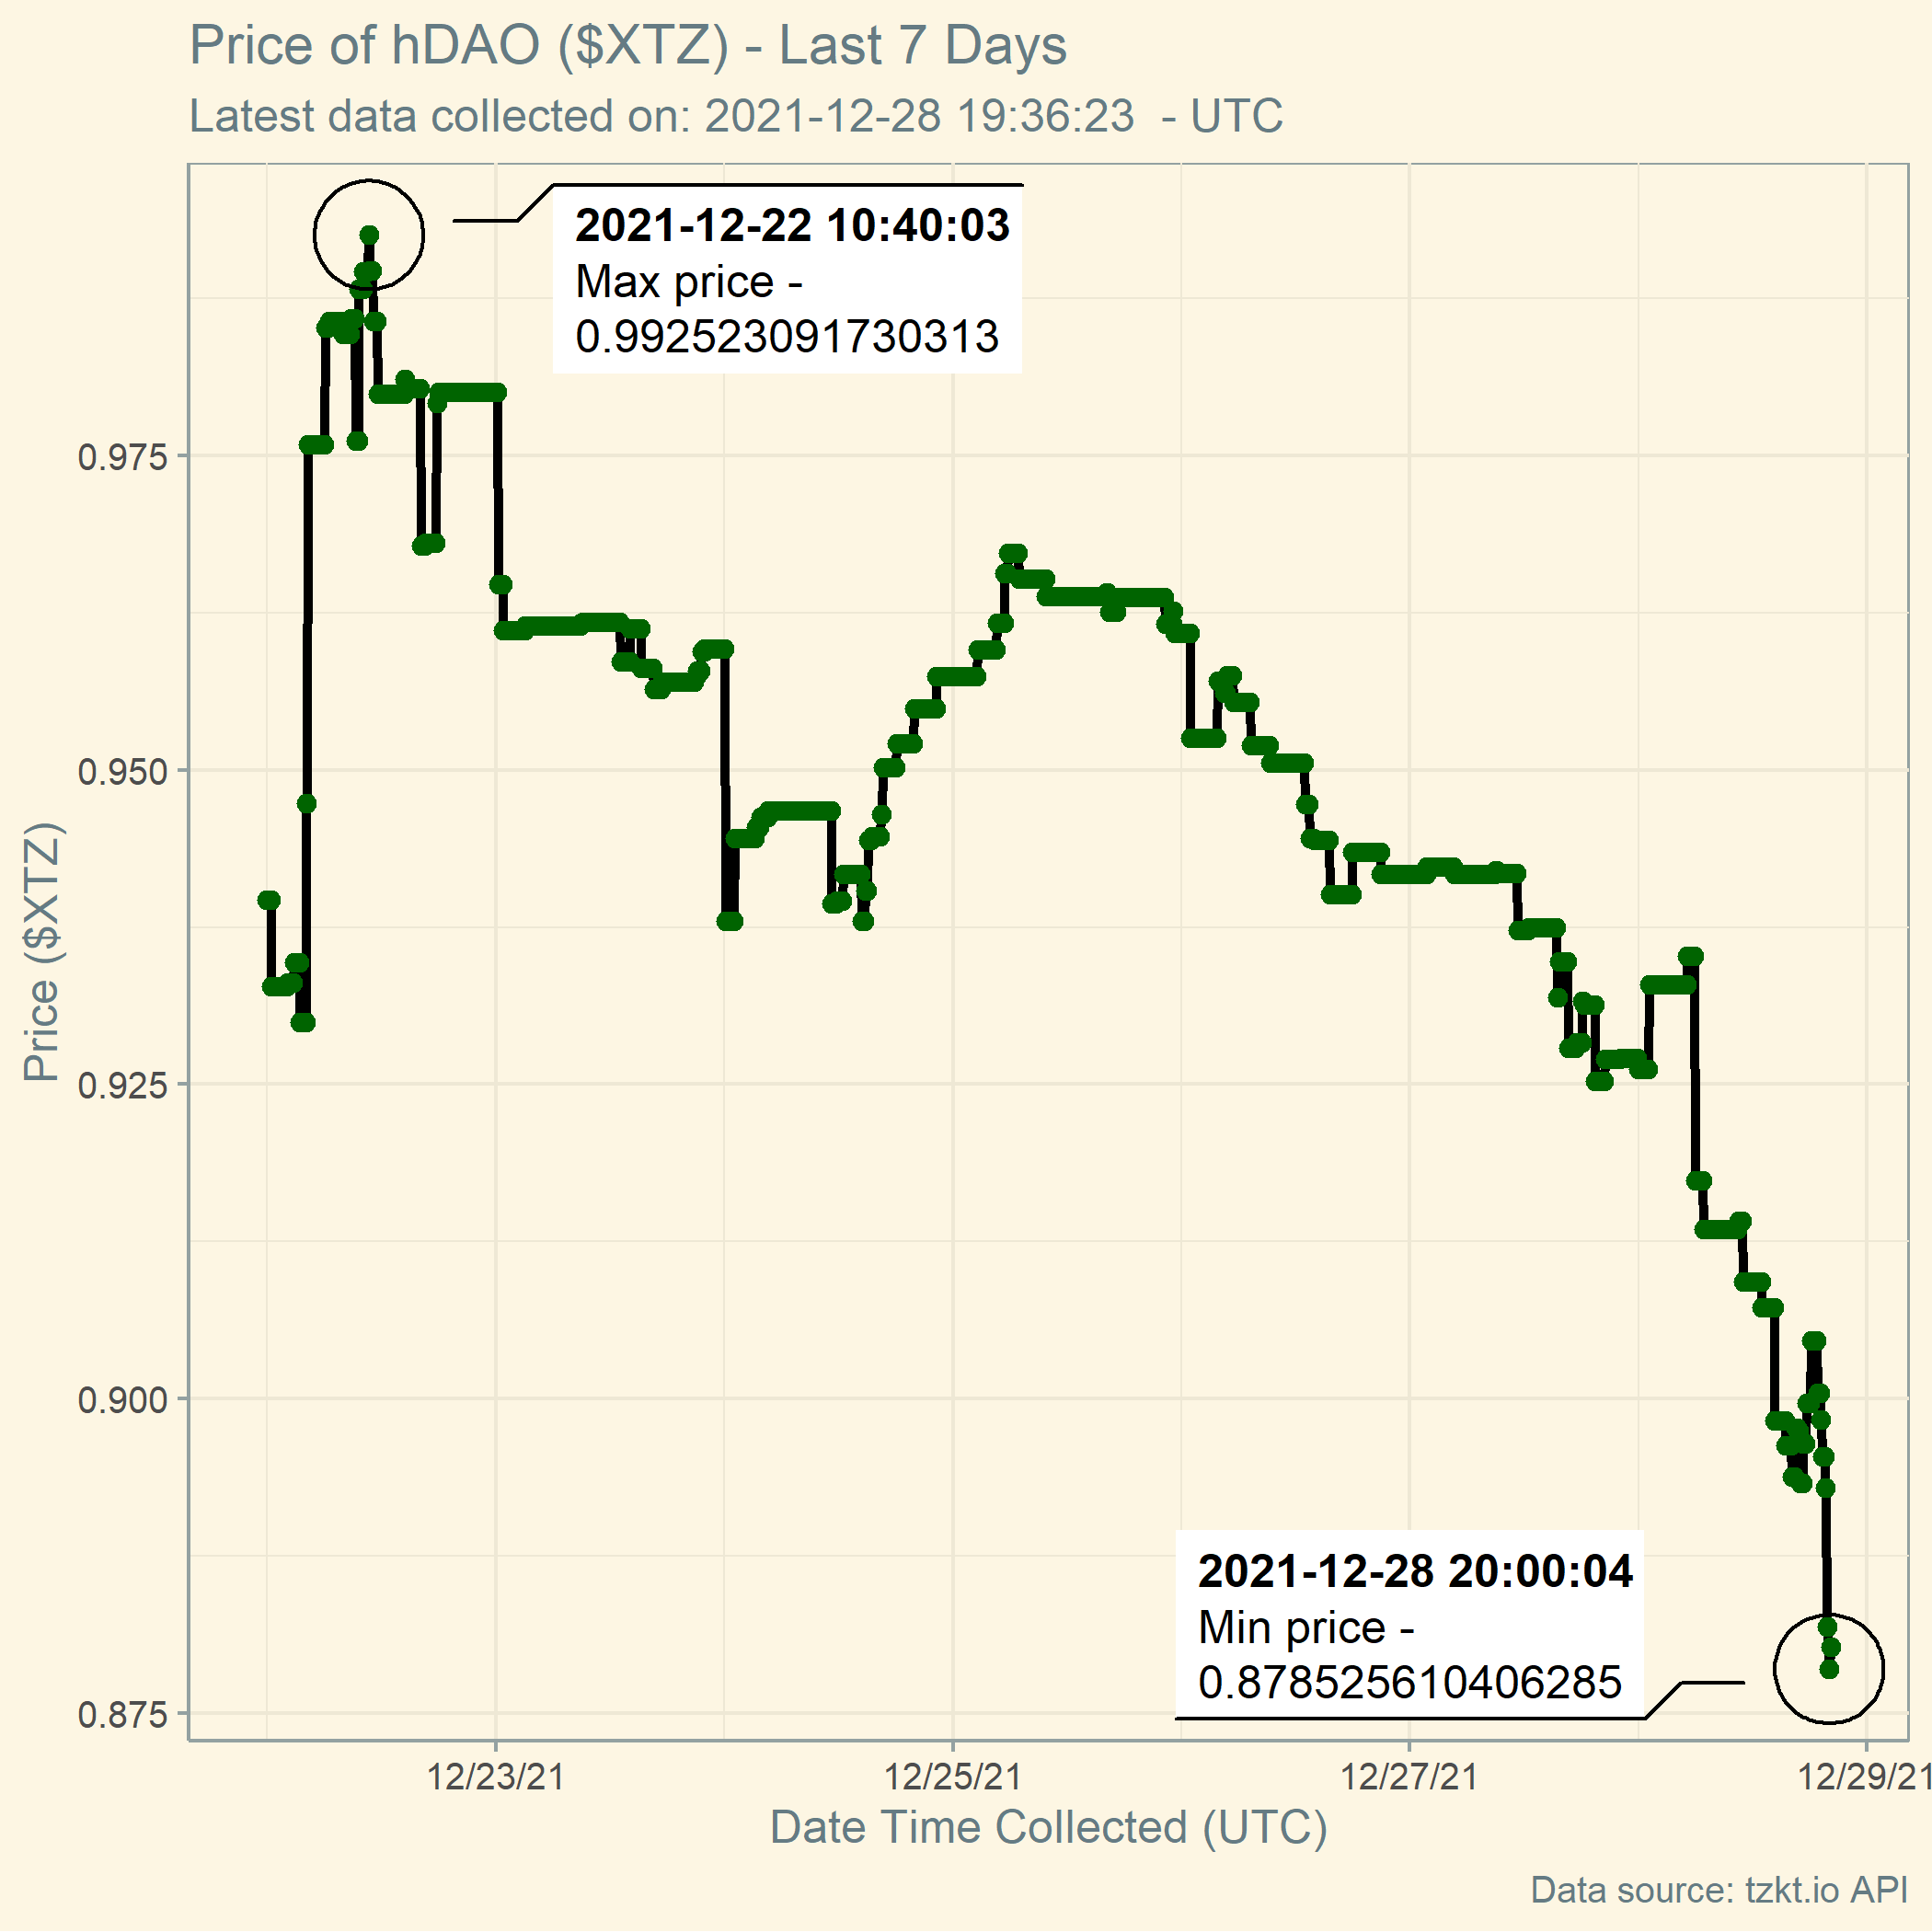 Price of hDAO ($XTZ) - Last 7 Days
Latest data collected on: 2021-12-28 19:36:23  - UTC
2021-12-22 10:40:03
Max price -
0.992523091730313
0.975
0.950
Price ($XTZ)
0.925
0.900
2021-12-28 20:00:04
Min price -
0.878525610406285
0.875
12/23/21
12/25/21
12/27/21
12/29/21
Date Time Collected (UTC)
Data source: tzkt.io API